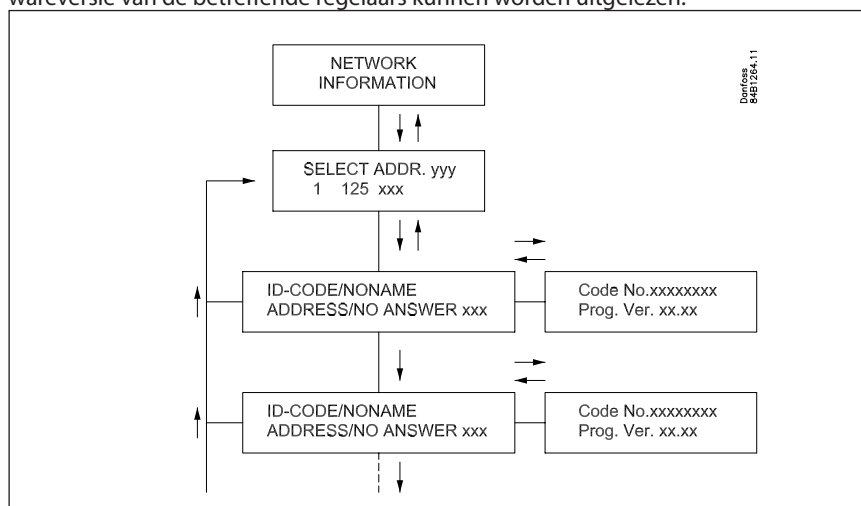 wareversie van de betreffende regelaars kunnen worden uitgelezen.
NETWORK
INFORMATION
Danfoss
84B1264.11
SELECT ADDR. yyy
1 125 xxx
ID-CODE/NONAME
ADDRESS/NO ANSWER xxx
Code No.xxxxxxxx
Prog. Ver. xx.xx
ID-CODE/NONAME
ADDRESS/NO ANSWER xxx
Code No.xxxxxxxx
Prog. Ver. xx.xx